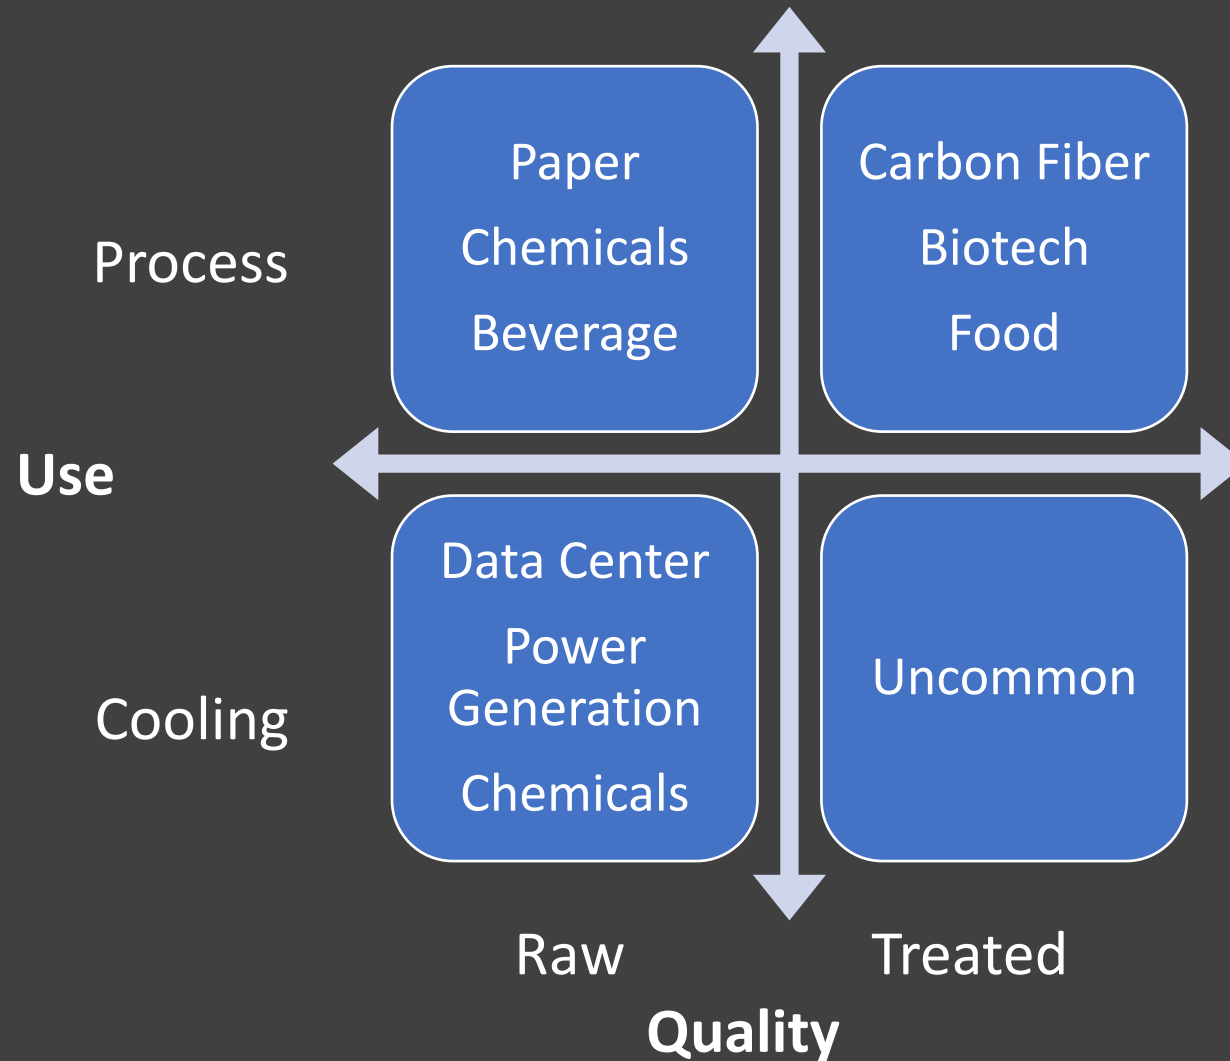 Process
Paper
Chemicals
Beverage
Carbon Fiber
Biotech
Food
Use
Cooling
Data Center
Power
Generation
Chemicals
Uncommon
Raw
Treated
Quality